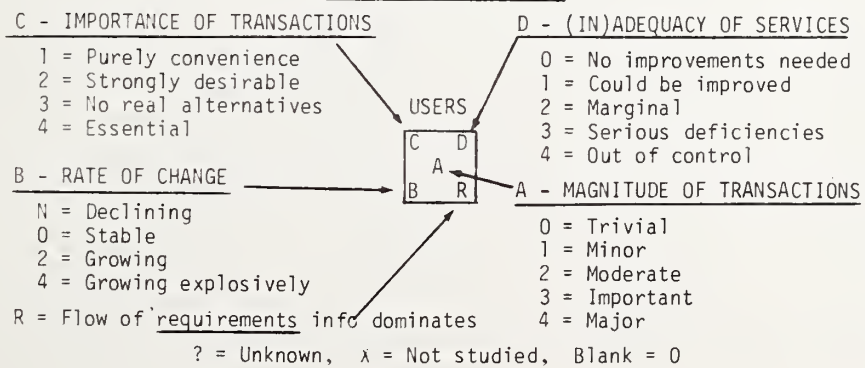 C - IMPORTANCE OF TRANSACTIONS
1 = Purely convenience
2 = Strongly desirable
3 = No real alternatives
4 = Essential
D - (IN)ADEQUACY OF SERVICES
0 = No improvements needed
1 = Could be improved
2 = Marginal
3 = Serious deficiencies
4 = Out of control
USERS
C D
A
B R
B - RATE OF CHANGE
N = Declining
0 = Stable
2 = Growing
4 = Growing explosively
R = Flow of requirements info dominates
A - MAGNITUDE OF TRANSACTIONS
0 = Trivial
1 = Minor
2 = Moderate
3 = Important
4 = Major
? = Unknown, X = Not studied, Blank = 0